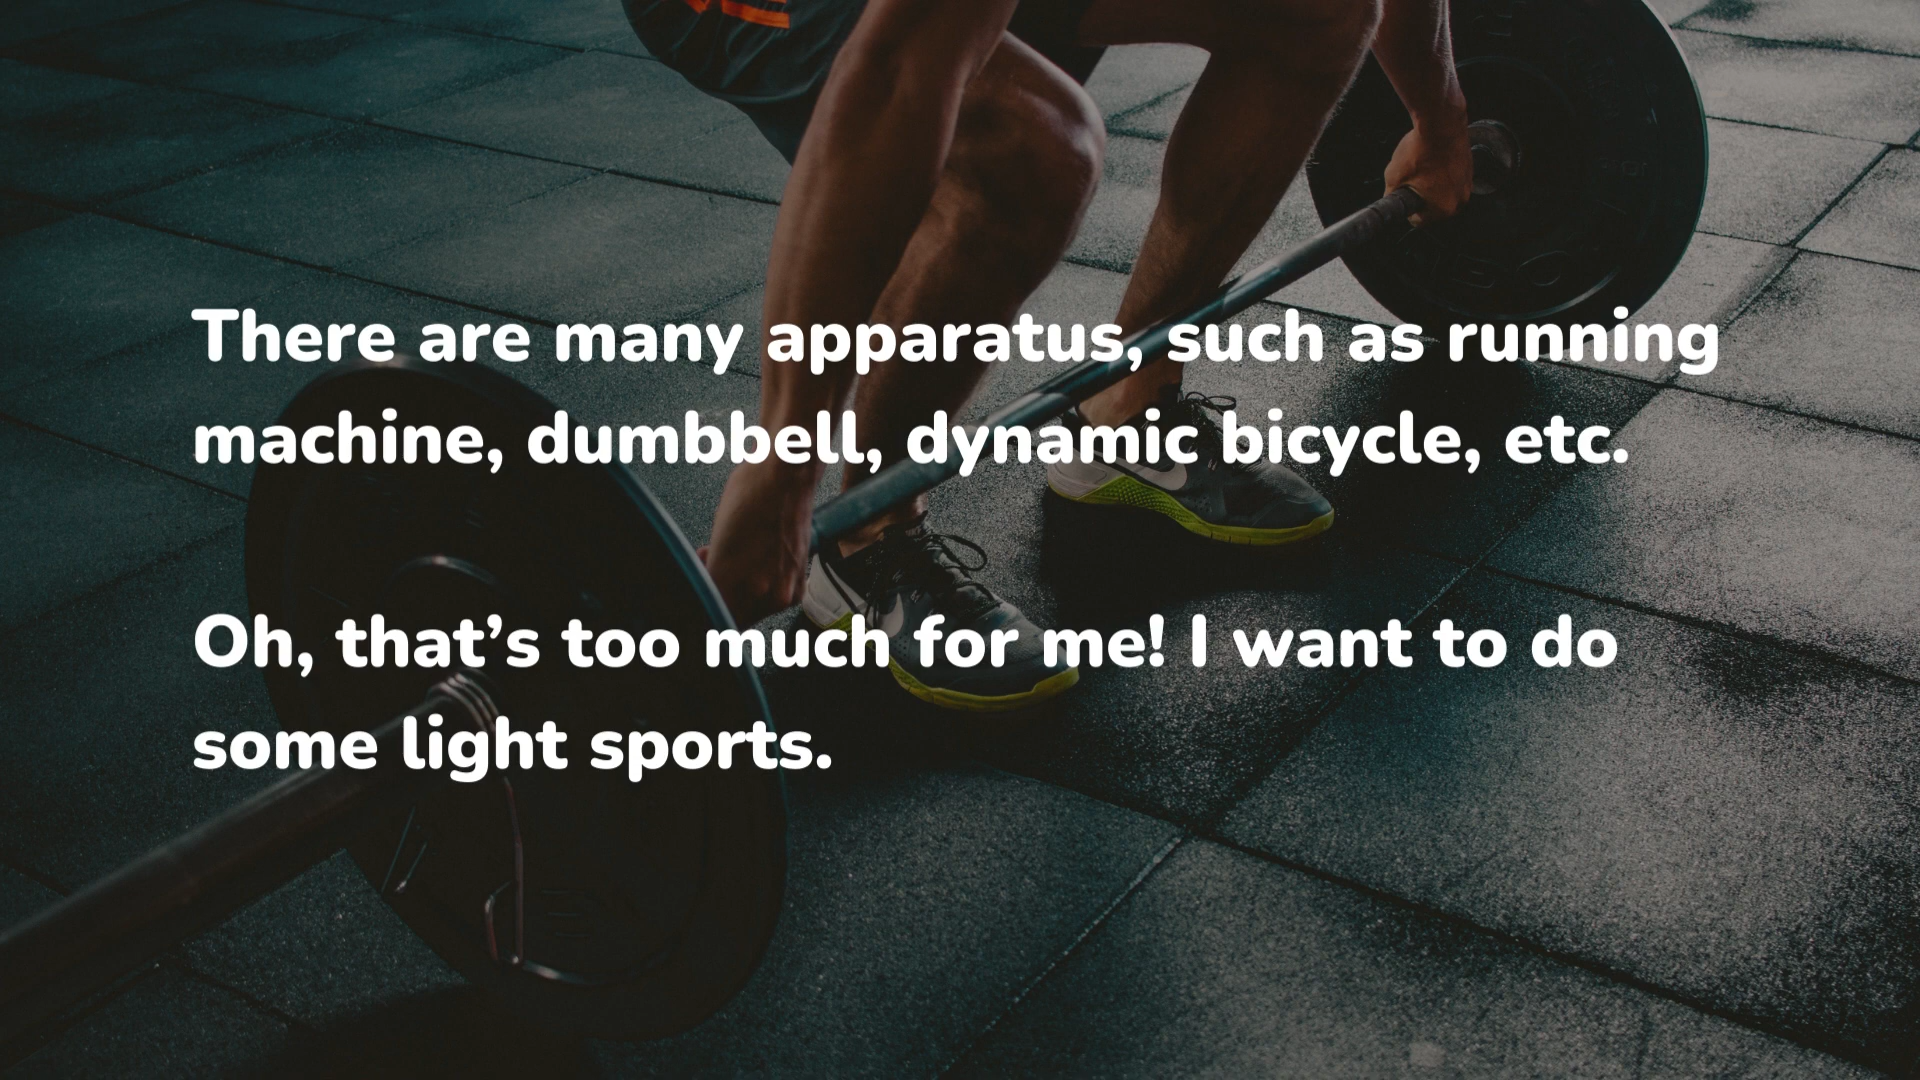 There are many apparatus, such as running
machine, dumbbell, dynamic bicycle, etc.
Oh, that’s too much for me! I want to do
some light sports.